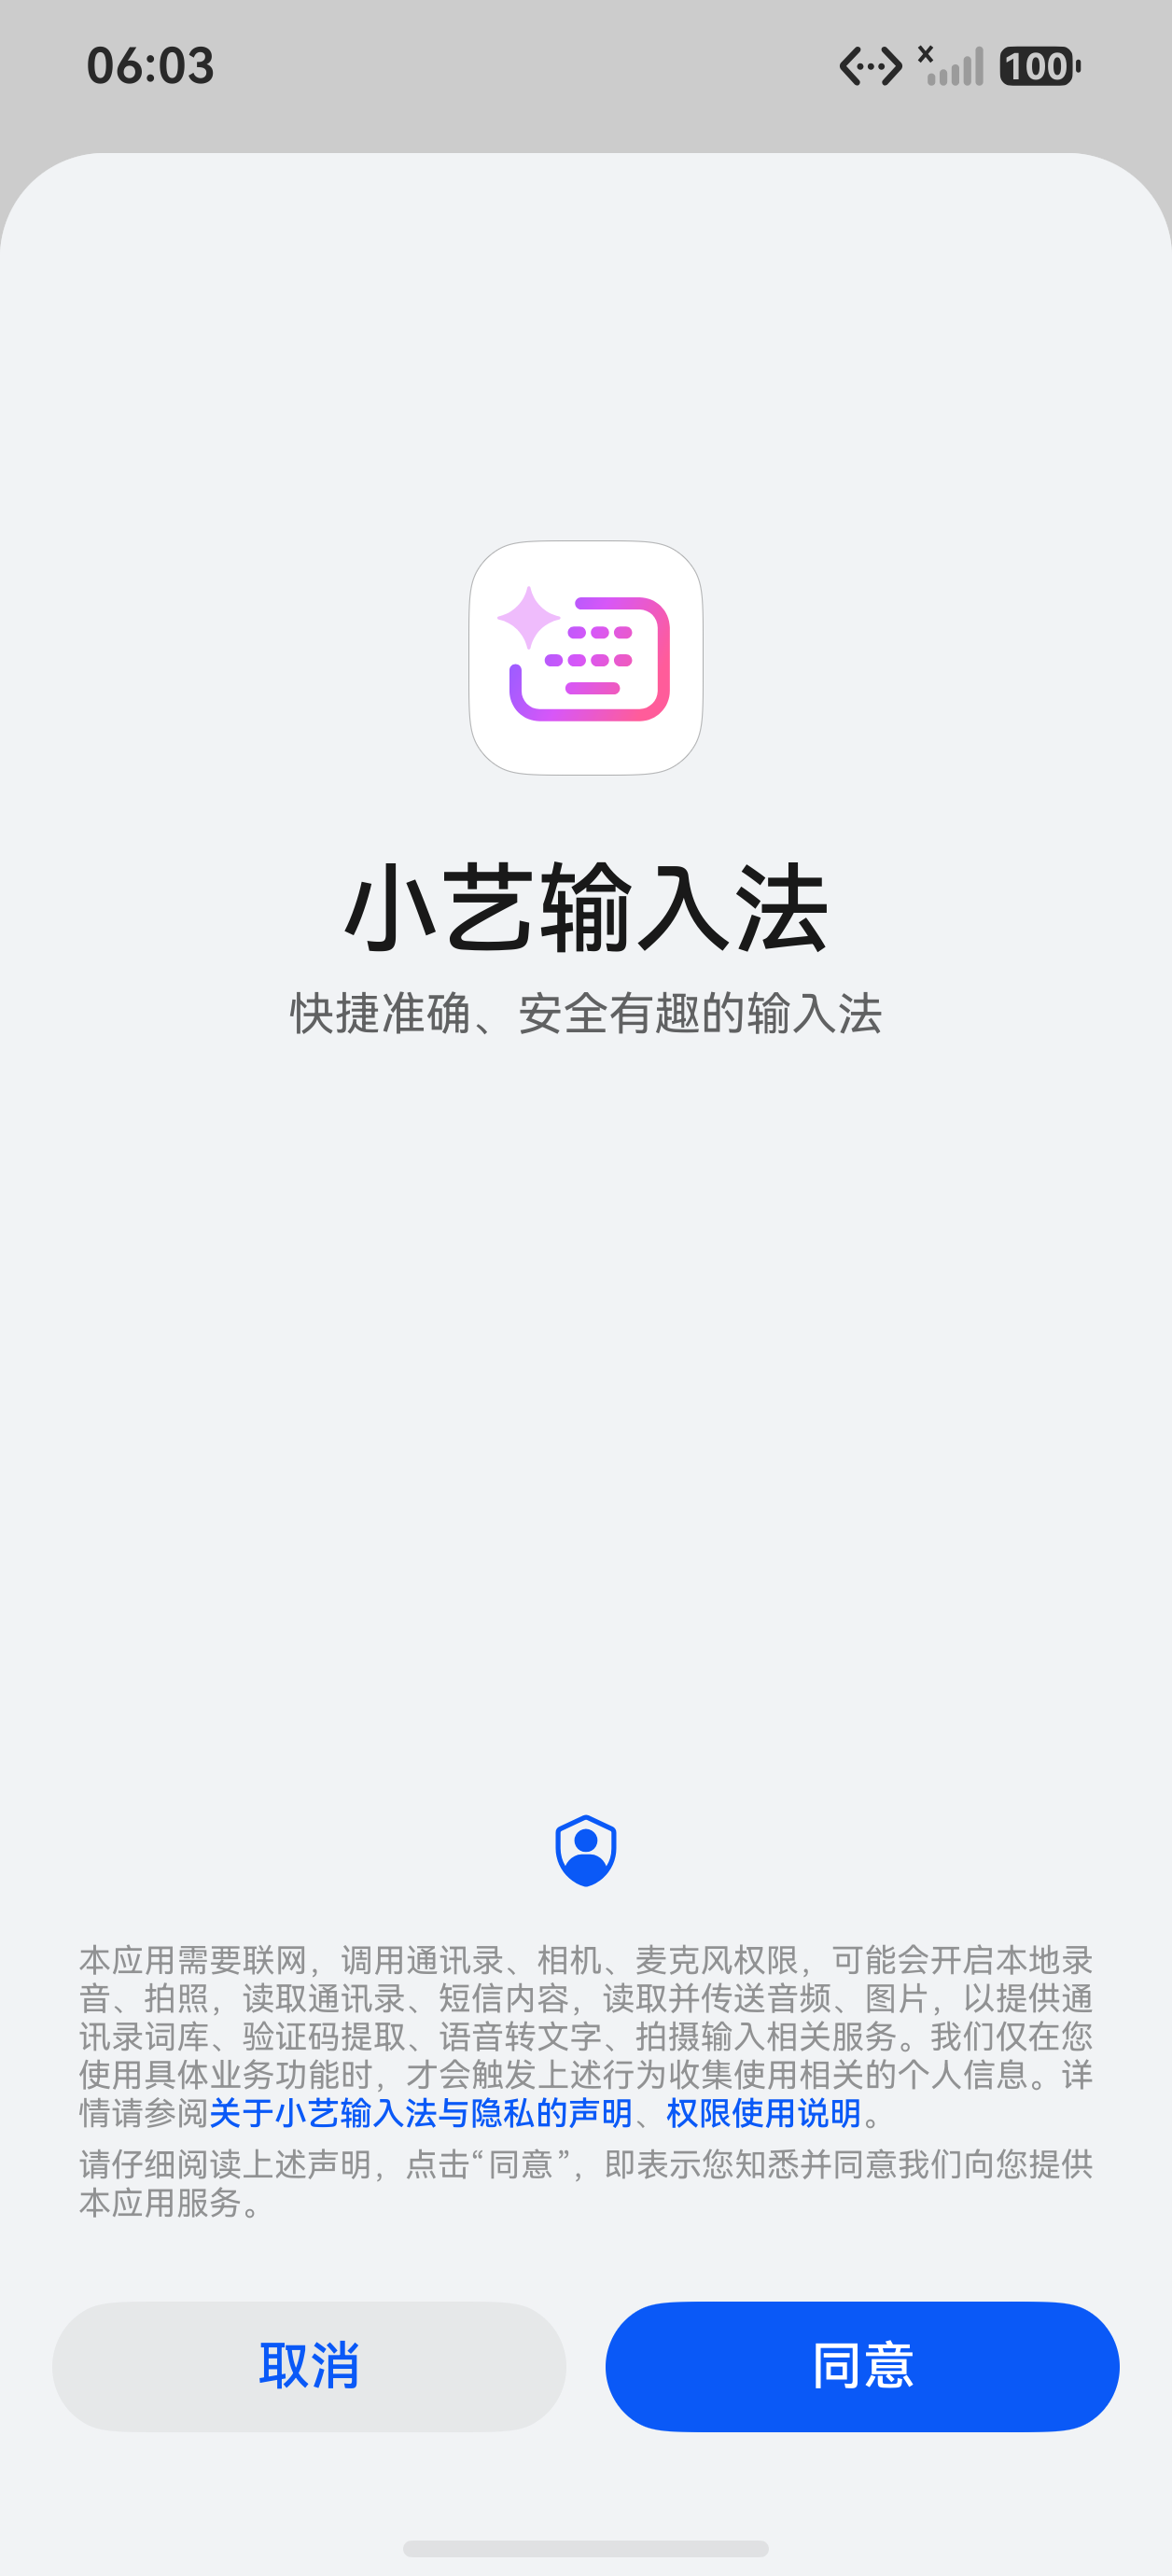 06:03
100
小艺输入法
快捷准确、安全有趣的输入法
本应用需要联网，调用通讯录、相机、麦克风权限，可能会开启本地录
音、拍照，读取通讯录、短信内容，读取并传送音频、图片，以提供通
讯录词库、验证码提取、语音转文字、拍摄输入相关服务。我们仅在您
使用具体业务功能时，才会触发上述行为收集使用相关的个人信息。详
情请参阅关于小艺输入法与隐私的声明、权限使用说明。
请仔细阅读上述声明，点击“同意”，即表示您知悉并同意我们向您提供
本应用服务。
取消
同意